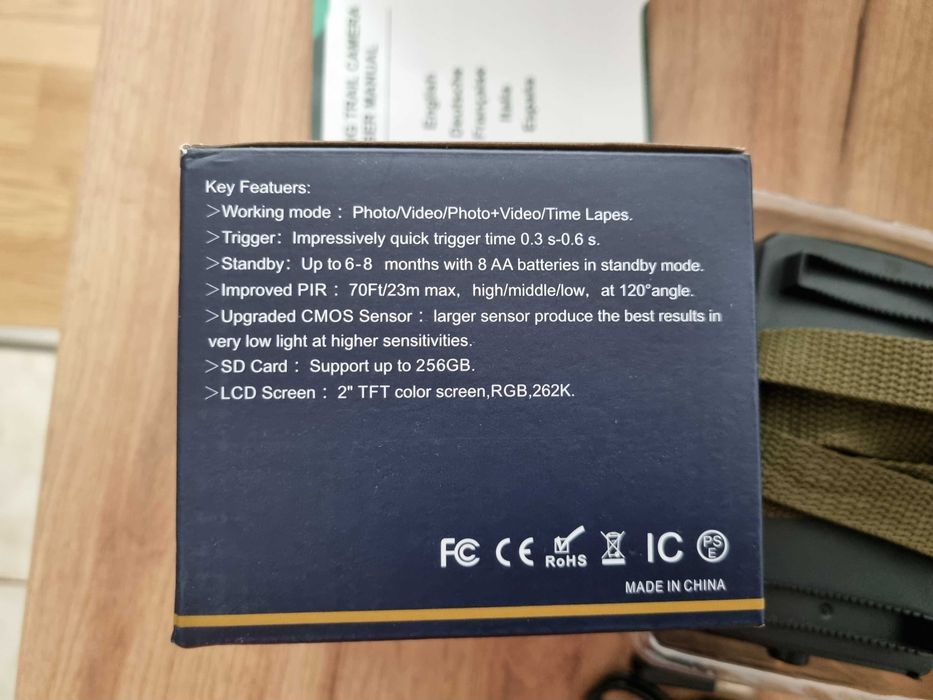 TRAIL CAMERA
MANUAL
English
Deutsche
Française
Italia
España
Key Featuers:
>Working mode： Photo/Video/Photo+Video/Time Lapes.
>Trigger： Impressively quick trigger time 0.3 s-0.6 s.
>Standby： Up to 6-8 months with 8 AA batteries in standby mode.
>Improved PIR： 70Ft/23m max，high/middle/low，at 120°angle.
>Upgraded CMOS Sensor： larger sensor produce the best results in
very low light at higher sensitivities.
>SD Card： Support up to 256GB.
>LCD Screen： 2" TFT color screen,RGB,262K.
FC CE RoHS IC PS E
MADE IN CHINA